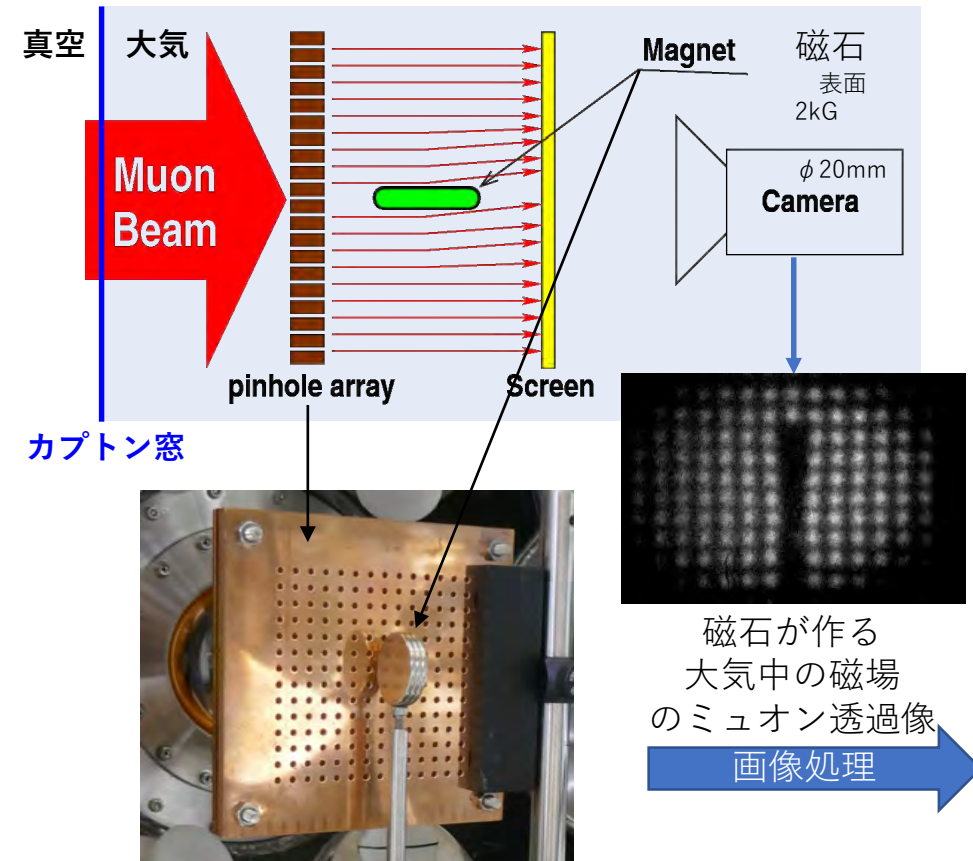 真空
大気
Muon
Beam
Magnet
磁石
表面
2kG
φ20mm
Camera
pinhole array
Screen
カプトン窓
磁石が作る
大気中の磁場
のミュオン透過像
画像処理